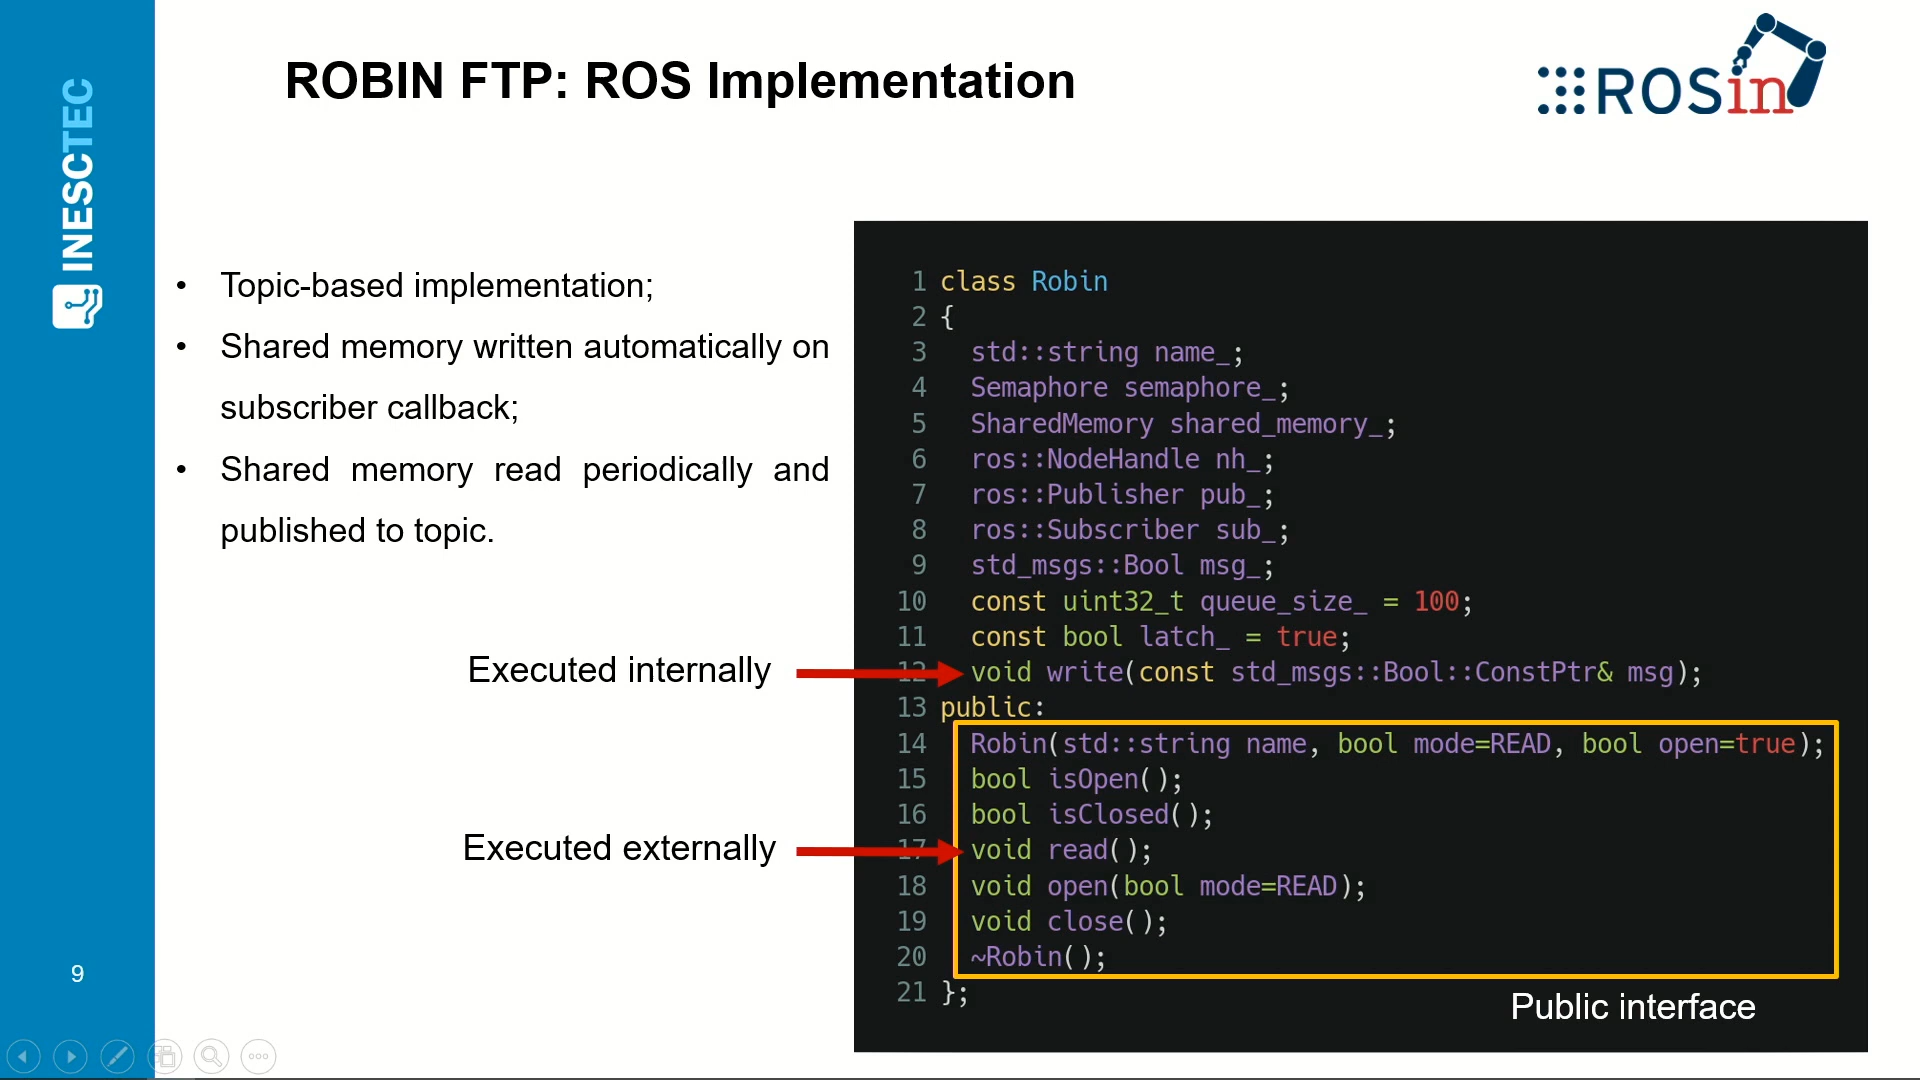 ROBIN FTP: ROS Implementation
ROSin
INESCTEC
• Topic-based implementation;
• Shared memory written automatically on
subscriber callback;
• Shared memory read periodically and
published to topic.
Executed internally
Executed externally
1 class Robin
2 {
3 std::string name_;
4 Semaphore semaphore_;
5 SharedMemory shared_memory_;
6 ros::NodeHandle nh_;
7 ros::Publisher pub_;
8 ros::Subscriber sub_;
9 std_msgs::Bool msg_;
10 const uint32_t queue_size_ = 100;
11 const bool latch_ = true;
12 void write(const std_msgs::Bool::ConstPtr& msg);
13 public:
14 Robin(std::string name, bool mode=READ, bool open=true);
15 bool isOpen();
16 bool isClosed();
17 void read();
18 void open(bool mode=READ);
19 void close();
20 ~Robin();
21 };
Public interface
9